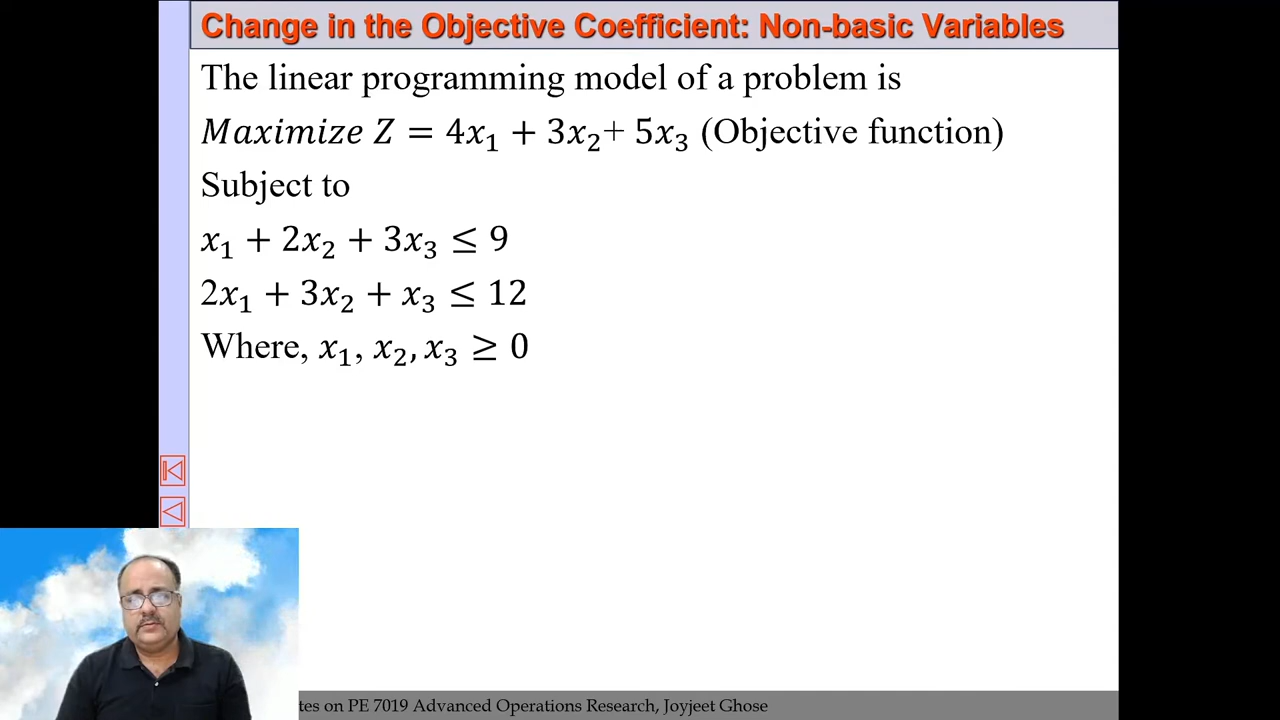 Change in the Objective Coefficient: Non-basic Variables
The linear programming model of a problem is
Maximize Z = 4x₁ + 3x₂+ 5x₃ (Objective function)
Subject to
x₁ + 2x₂ + 3x₃ ≤ 9
2x₁ + 3x₂ + x₃ ≤ 12
Where, x₁, x₂, x₃ ≥ 0
on PE 7019 Advanced Operations Research, Joyjeet Ghose